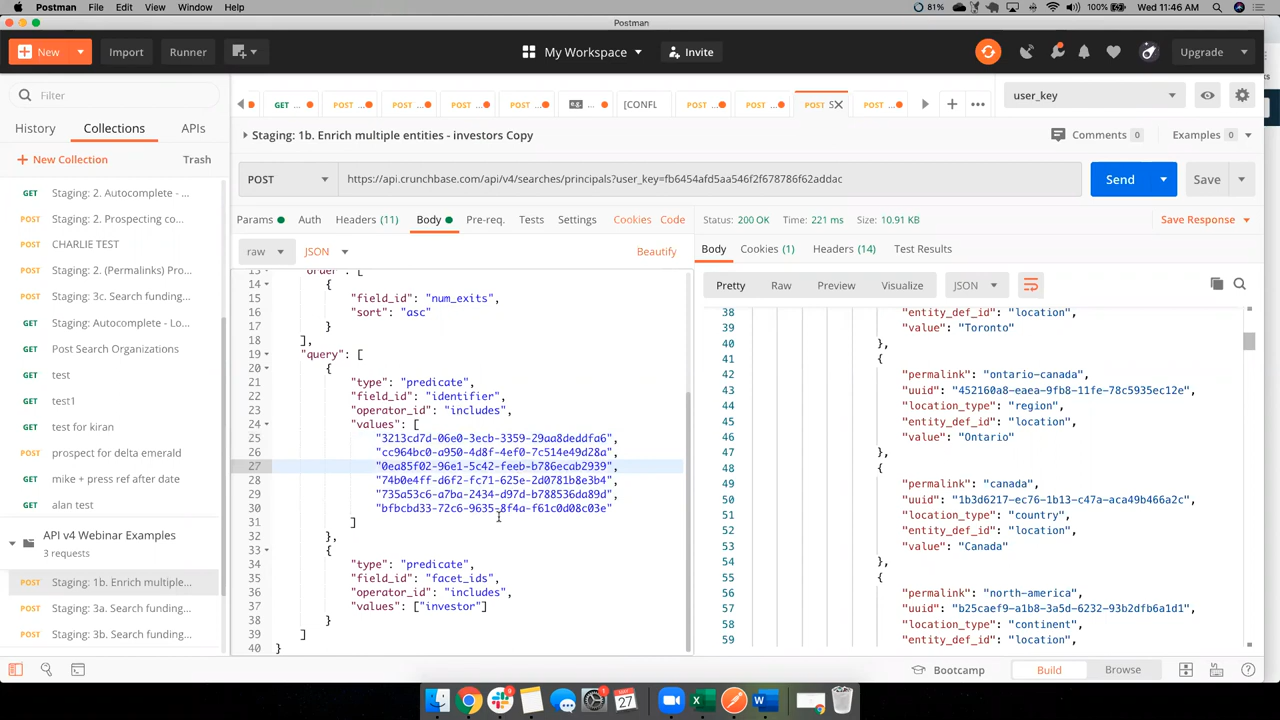 Postman File Edit View Window Help 81% 100% Wed 11:46 AM
Postman
New Import Runner My Workspace Invite Upgrade
Filter
GET ... POST ... POST ... POST ... POST ... ... [CONFL POST ... POST ... POST S POST ...
user_key
History Collections APIs
Staging: 1b. Enrich multiple entities - investors Copy
Comments 0 Examples 0
New Collection Trash
POST https://api.crunchbase.com/api/v4/searches/principals?user_key=fb6454afd5aa546f2f678786f62addac Send Save
Staging: 2. Autocomplete - ...
Staging: 2. Prospecting co...
CHARLIE TEST
Staging: 2. (Permalinks) Pro...
Staging: 3c. Search funding...
Staging: Autocomplete - Lo...
Post Search Organizations
test
test1
test for kiran
prospect for delta emerald
mike + press ref after date
alan test
API v4 Webinar Examples
3 requests
POST Staging: 1b. Enrich multiple...
POST Staging: 3a. Search funding...
POST Staging: 3b. Search funding...
Params Auth Headers (11) Body Pre-req. Tests Settings Cookies Code
raw JSON Beautify
13 "order": [
14 {
15 "field_id": "num_exits",
16 "sort": "asc"
17 }
18 ],
19 "query": [
20 {
21 "type": "predicate",
22 "field_id": "identifier",
23 "operator_id": "includes",
24 "values": [
25 "3213cd7d-06e0-3ecb-3359-29aa8deddfa6",
26 "cc964bc0-a950-4d8f-4ef0-7c514e49d28a",
27 "0ea85f02-96e1-5c42-feeb-b786ecab2939",
28 "74b0e4ff-d6f2-fc71-625e-2d0781b8e3b4",
29 "735a53c6-a7ba-2434-d97d-b788536da89d",
30 "bfbcbd33-72c6-9635-8f4a-f61c0d08c03e"
31 ]
32 },
33 {
34 "type": "predicate",
35 "field_id": "facet_ids",
36 "operator_id": "includes",
37 "values": ["investor"]
38 }
39 ]
40 }
Status: 200 OK Time: 221 ms Size: 10.91 KB Save Response
Body Cookies (1) Headers (14) Test Results
Pretty Raw Preview Visualize JSON
38 "entity_def_id": "location",
39 "value": "Toronto"
40 },
41 {
42 "permalink": "ontario-canada",
43 "uuid": "452160a8-eaea-9fb8-11fe-78c5935ec12e",
44 "location_type": "region",
45 "entity_def_id": "location",
46 "value": "Ontario"
47 },
48 {
49 "permalink": "canada",
50 "uuid": "1b3d6217-ec76-1b13-c47a-aca49b466a2c",
51 "location_type": "country",
52 "entity_def_id": "location",
53 "value": "Canada"
54 },
55 {
56 "permalink": "north-america",
57 "uuid": "b25caef9-a1b8-3a5d-6232-93b2dfb6a1d1",
58 "location_type": "continent",
59 "entity_def_id": "location",
Bootcamp Build Browse